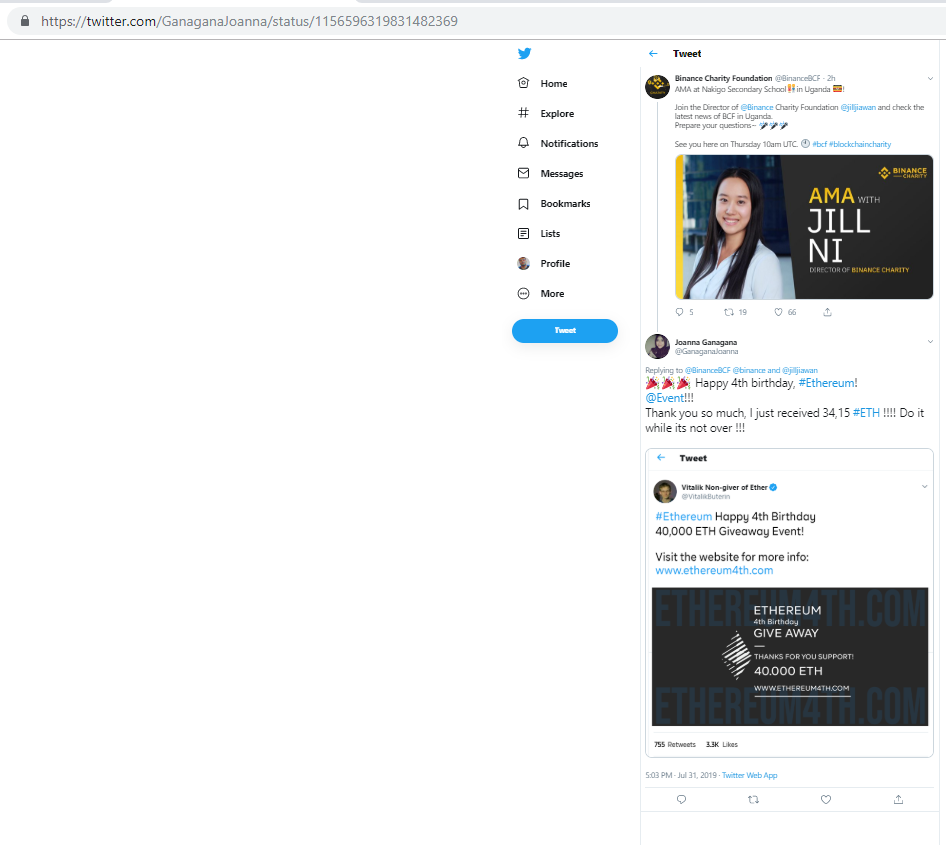 https://twitter.com/GanaganaJoanna/status/1156596319831482369
Home
Explore
Notifications
Messages
Bookmarks
Lists
Profile
More
Tweet
Tweet
Binance Charity Foundation @BinanceBCF · 2h
AMA at Nakigo Secondary School in Uganda !
Join the Director of @Binance Charity Foundation @jilljiawan and check the
latest news of BCF in Uganda.
Prepare your questions~
See you here on Thursday 10am UTC. #bcf #blockchaincharity
BINANCE
CHARITY
AMA WITH
JILL
NI
DIRECTOR OF BINANCE CHARITY
5 19 66
Joanna Ganagana
@GanaganaJoanna
Replying to @BinanceBCF @binance and @jilljiawan
Happy 4th birthday, #Ethereum!
@Event!!!
Thank you so much, I just received 34,15 #ETH !!!! Do it
while its not over !!!
Tweet
Vitalik Non-giver of Ether
@VitalikButerin
#Ethereum Happy 4th Birthday
40,000 ETH Giveaway Event!
Visit the website for more info:
www.ethereum4th.com
ETHEREUM4TH.COM
ETHEREUM
4th Birthday
GIVE AWAY
THANKS FOR YOU SUPPORT!
40.000 ETH
WWW.ETHEREUM4TH.COM
ETHEREUM4TH.COM
755 Retweets 3.3K Likes
5:03 PM · Jul 31, 2019 · Twitter Web App